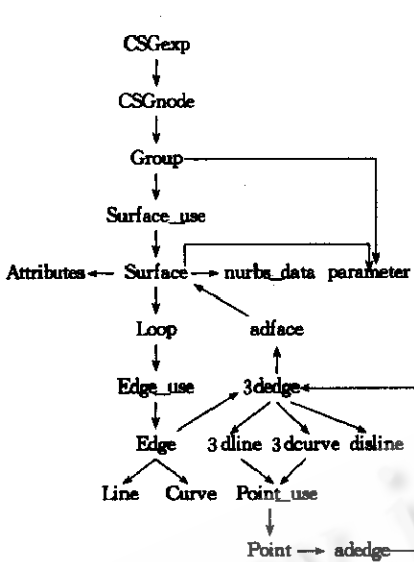 CSGexp
CSGnode
Group
Surface_use
Attributes Surface nurbs_data parameter
Loop adface
Edge_use 3dedge
Edge 3dline 3dcurve disline
Line Curve Point_use
Point adedge